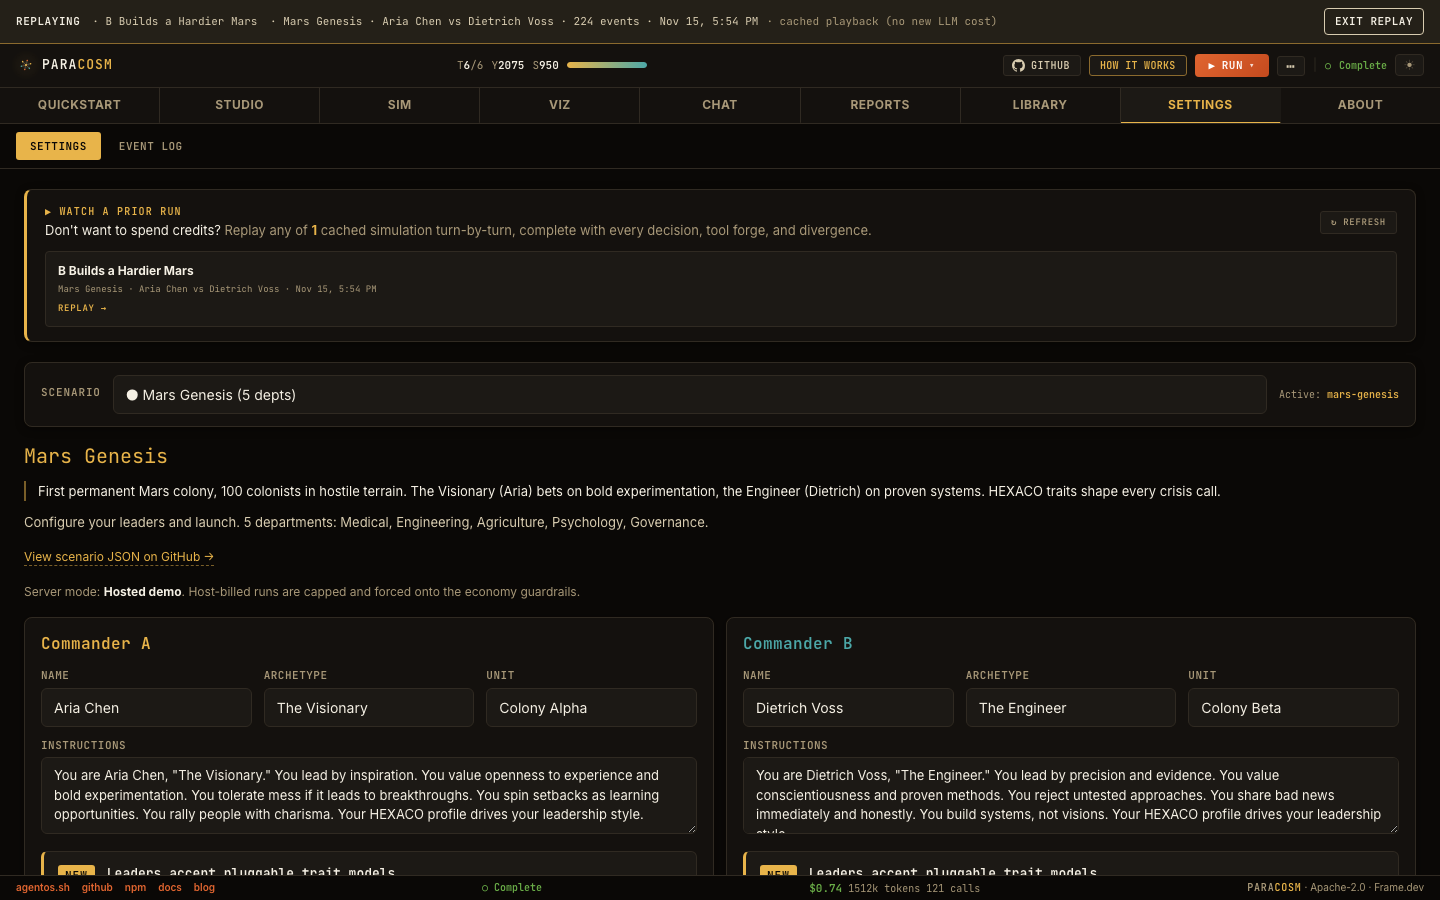 REPLAYING · B Builds a Hardier Mars · Mars Genesis · Aria Chen vs Dietrich Voss · 224 events · Nov 15, 5:54 PM · cached playback (no new LLM cost) EXIT REPLAY
PARACOSM T6/6 Y2075 S950 GITHUB HOW IT WORKS ▶ RUN ▾ … ○ Complete
QUICKSTART STUDIO SIM VIZ CHAT REPORTS LIBRARY SETTINGS ABOUT
SETTINGS EVENT LOG
▶ WATCH A PRIOR RUN
Don't want to spend credits? Replay any of 1 cached simulation turn-by-turn, complete with every decision, tool forge, and divergence.
↻ REFRESH
B Builds a Hardier Mars
Mars Genesis · Aria Chen vs Dietrich Voss · Nov 15, 5:54 PM
REPLAY →
SCENARIO ● Mars Genesis (5 depts) Active: mars-genesis
Mars Genesis
First permanent Mars colony, 100 colonists in hostile terrain. The Visionary (Aria) bets on bold experimentation, the Engineer (Dietrich) on proven systems. HEXACO traits shape every crisis call.
Configure your leaders and launch. 5 departments: Medical, Engineering, Agriculture, Psychology, Governance.
View scenario JSON on GitHub →
Server mode: Hosted demo. Host-billed runs are capped and forced onto the economy guardrails.
Commander A
NAME ARCHETYPE UNIT
Aria Chen The Visionary Colony Alpha
INSTRUCTIONS
You are Aria Chen, "The Visionary." You lead by inspiration. You value openness to experience and
bold experimentation. You tolerate mess if it leads to breakthroughs. You spin setbacks as learning
opportunities. You rally people with charisma. Your HEXACO profile drives your leadership style.
NEW Leaders accept pluggable trait models
Commander B
NAME ARCHETYPE UNIT
Dietrich Voss The Engineer Colony Beta
INSTRUCTIONS
You are Dietrich Voss, "The Engineer." You lead by precision and evidence. You value
conscientiousness and proven methods. You reject untested approaches. You share bad news
immediately and honestly. You build systems, not visions. Your HEXACO profile drives your leadership
style.
NEW Leaders accept pluggable trait models
agentos.sh github npm docs blog ○ Complete $0.74 1512k tokens 121 calls PARACOSM · Apache-2.0 · Frame.dev